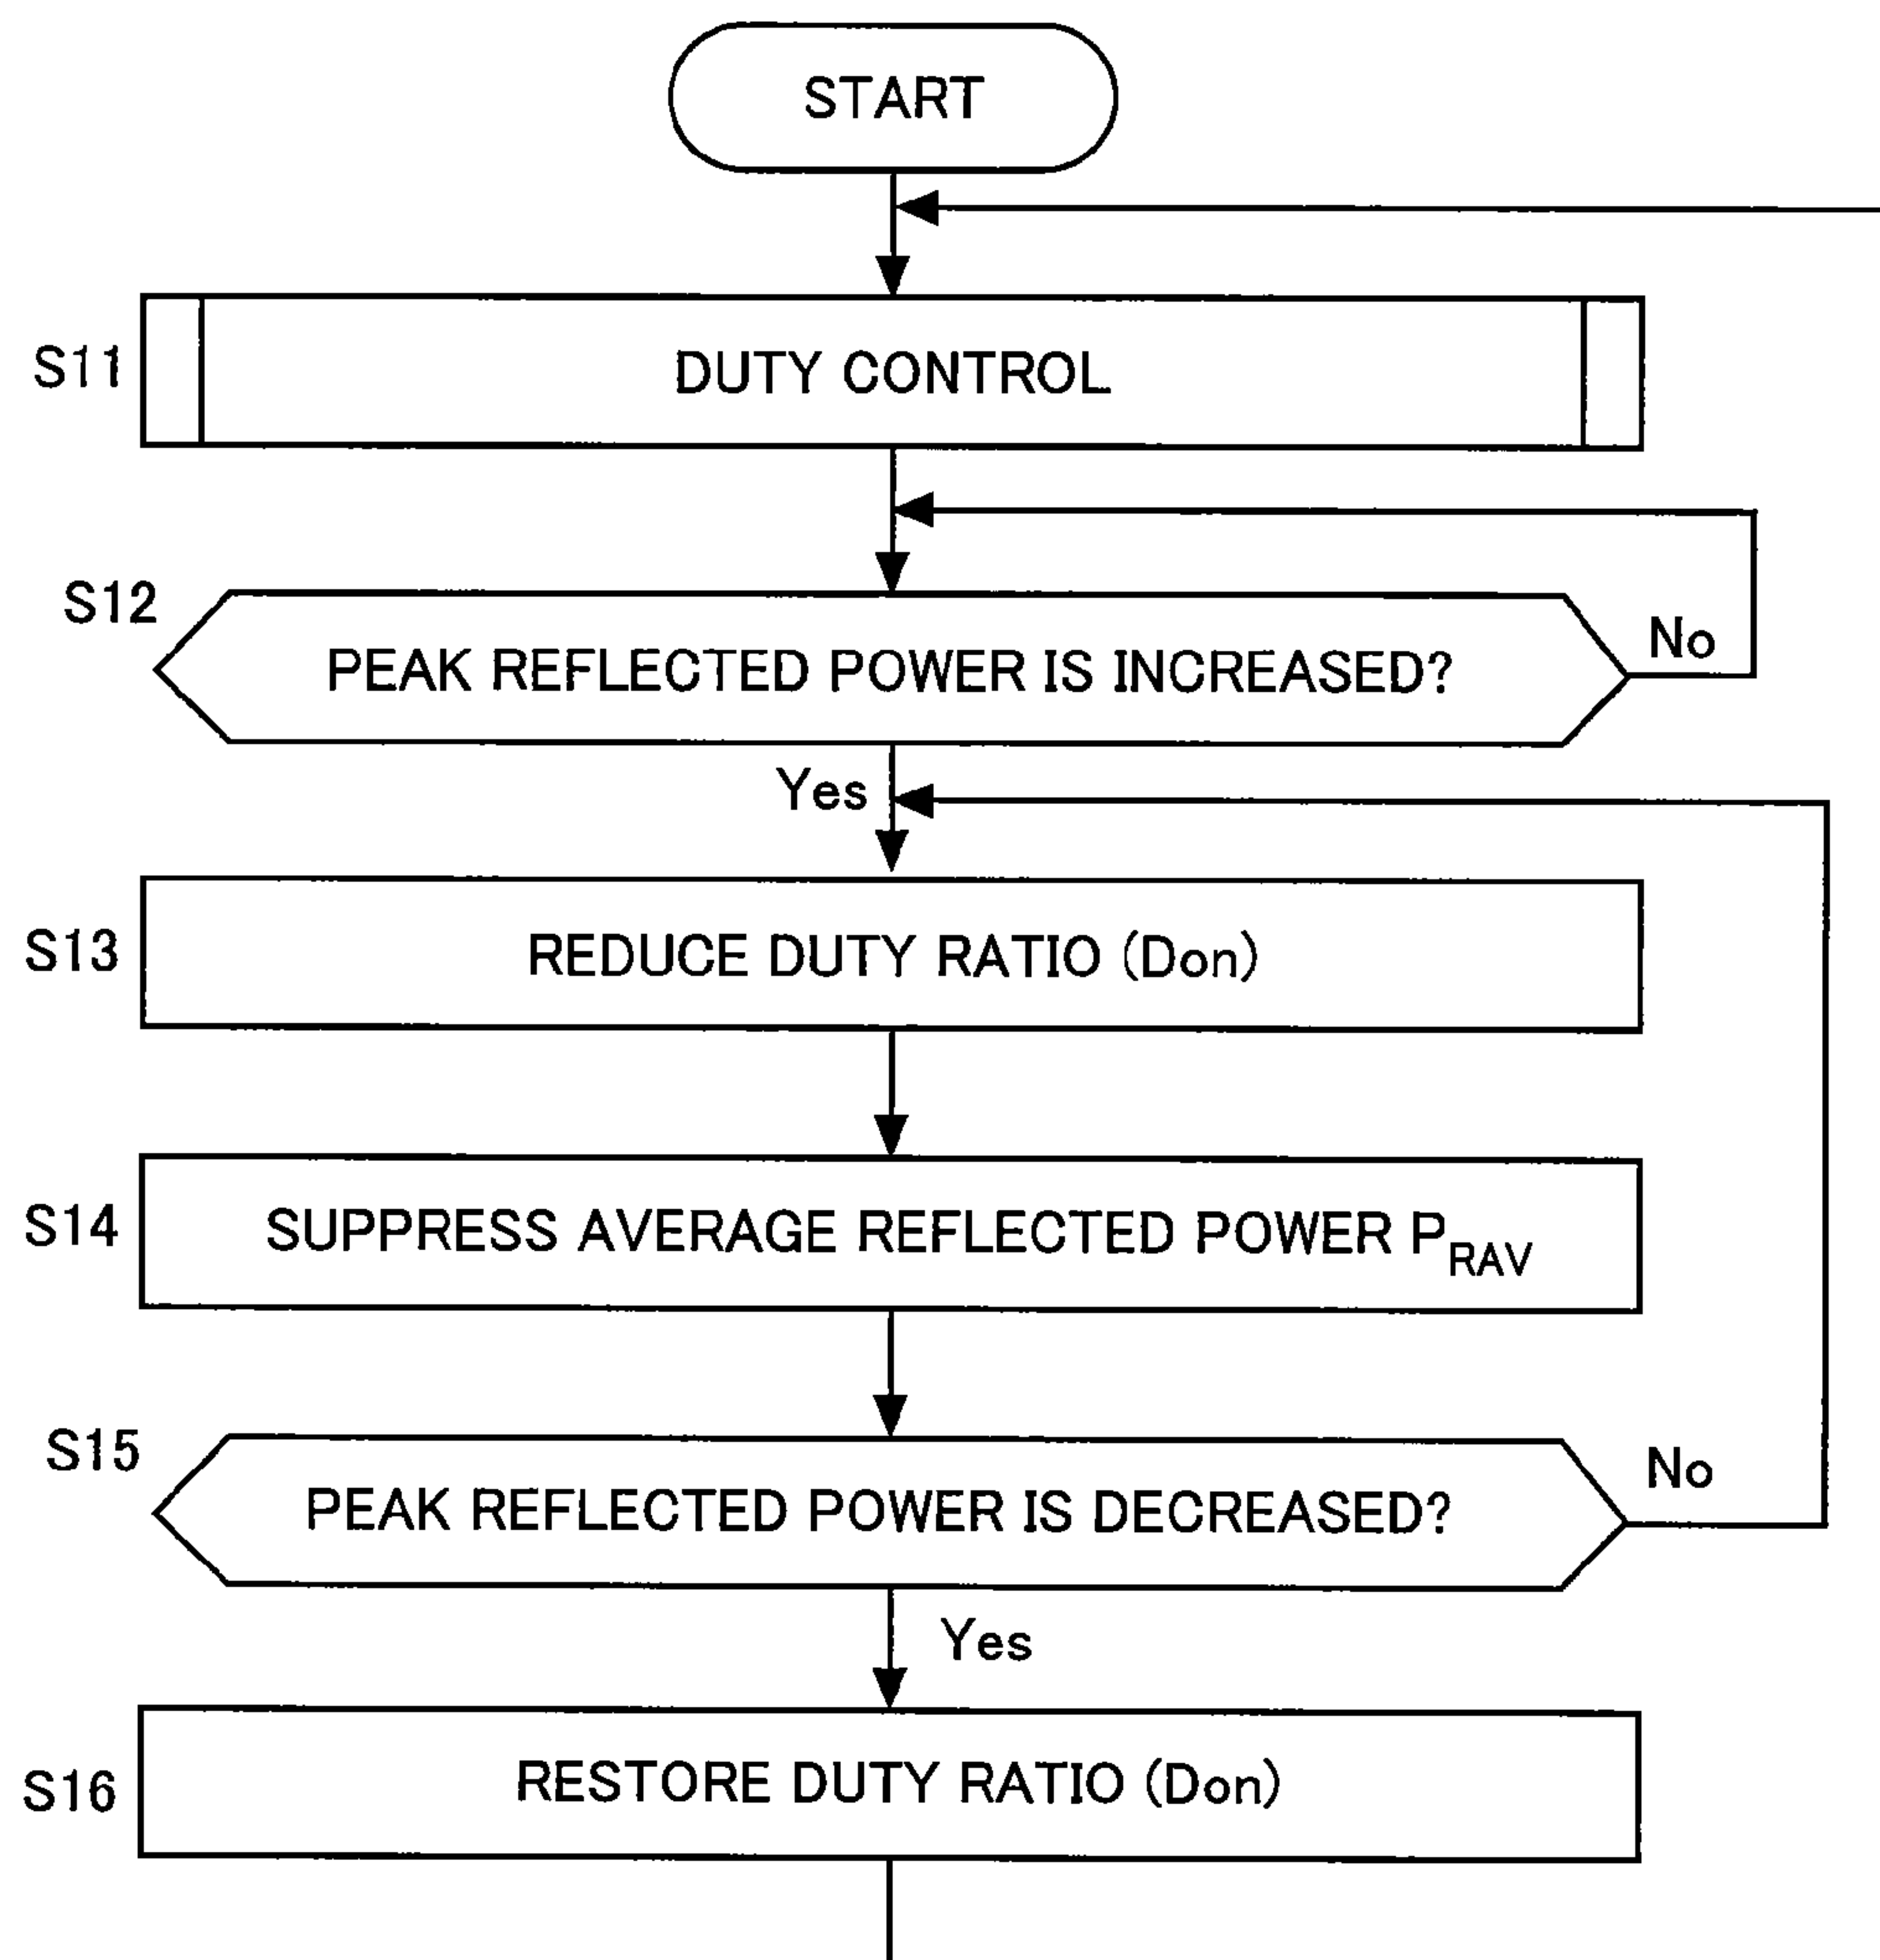 START
S11
DUTY CONTROL
S12
PEAK REFLECTED POWER IS INCREASED?
No
Yes
S13
REDUCE DUTY RATIO (Don)
S14
SUPPRESS AVERAGE REFLECTED POWER P_RAV
S15
PEAK REFLECTED POWER IS DECREASED?
No
Yes
S16
RESTORE DUTY RATIO (Don)